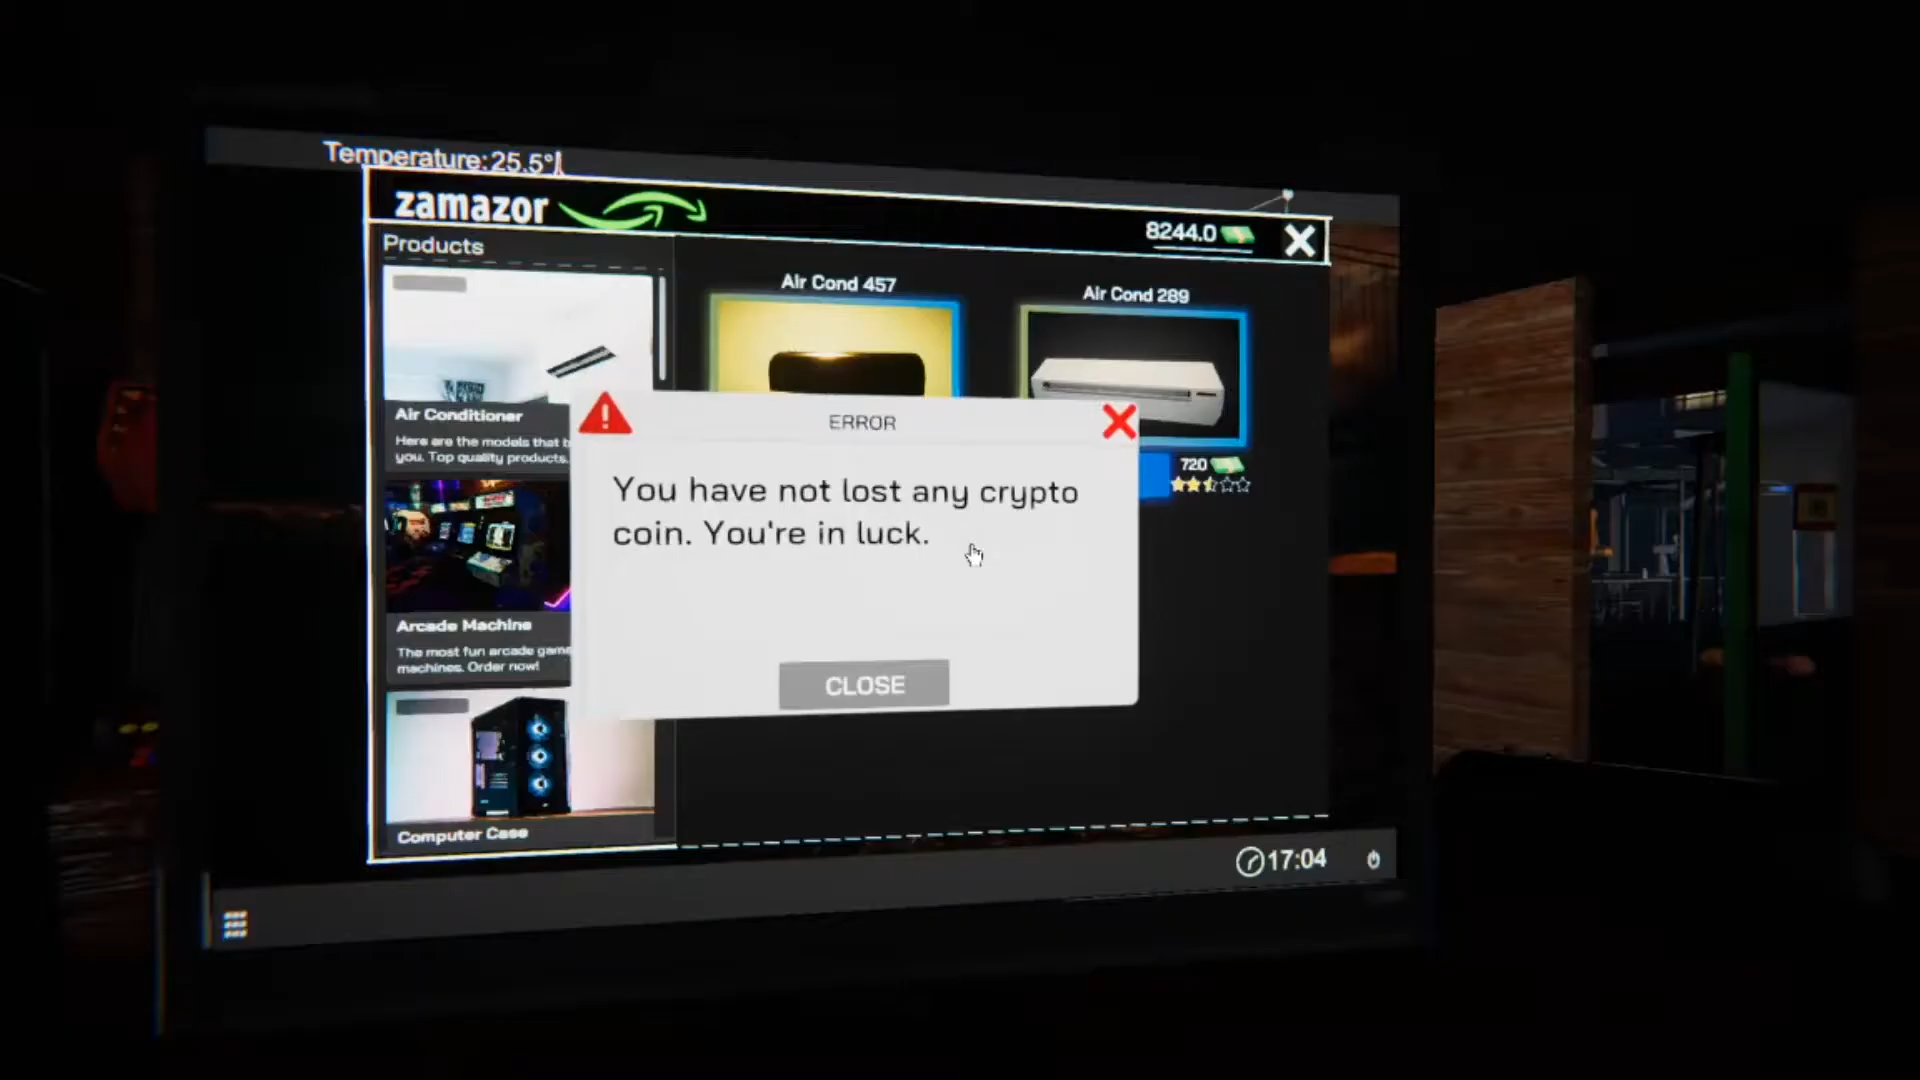 Temperature:25.5°
zamazor
8244.0
Products
Air Cond 457
Air Cond 289
Air Conditioner
Here are the models that
you. Top quality products.
720
ERROR
You have not lost any crypto
coin. You're in luck.
CLOSE
Arcade Machine
The most fun arcade game
machines. Order now!
Computer Case
17:04